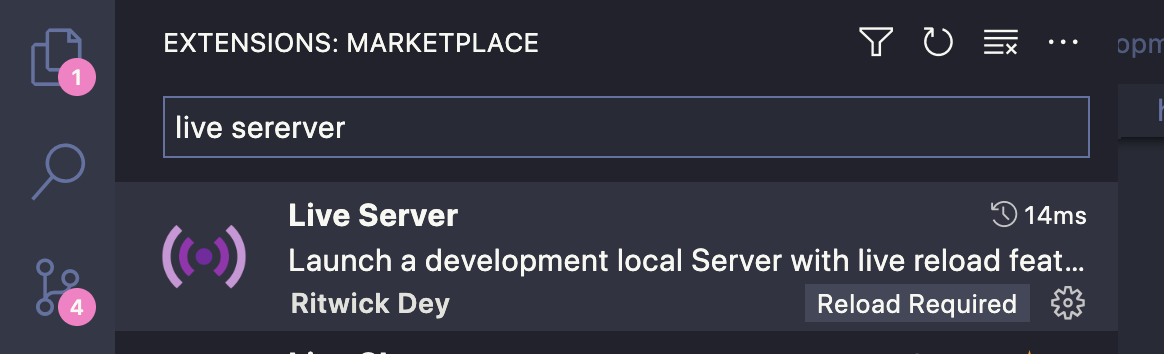 EXTENSIONS: MARKETPLACE
opm
1
live sererver
Live Server
14ms
Launch a development local Server with live reload feat...
Ritwick Dey
Reload Required
4